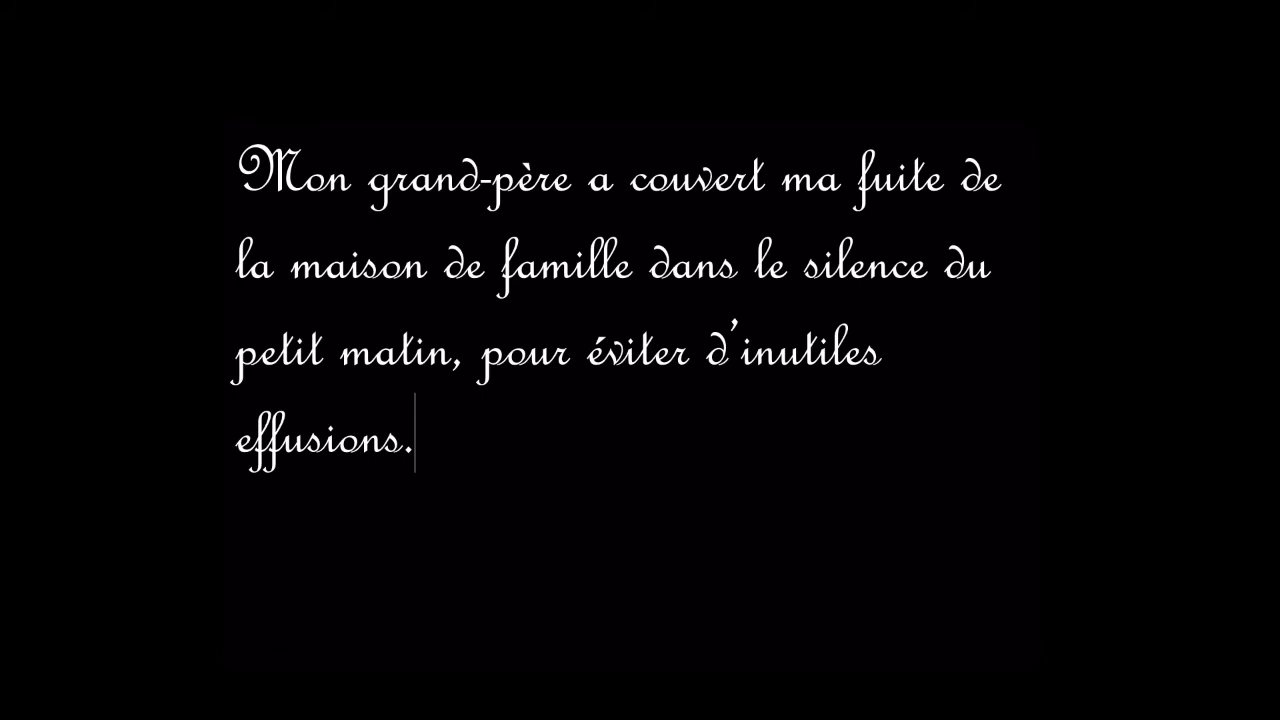 Mon grand-père a couvert ma fuite de
la maison de famille dans le silence du
petit matin, pour éviter d'inutiles
effusions.